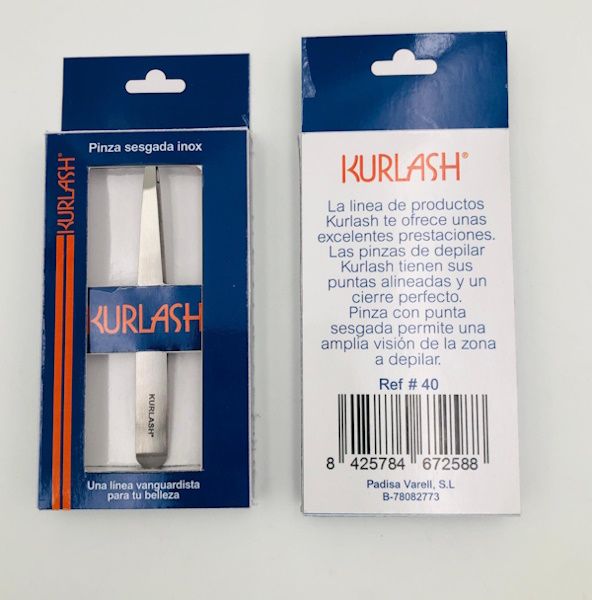 Pinza sesgada inox
KURLASH®
KURLASH
KURLASH®
Una línea vanguardista
para tu belleza
KURLASH®
La linea de productos
Kurlash te ofrece unas
excelentes prestaciones.
Las pinzas de depilar
Kurlash tienen sus
puntas alineadas y un
cierre perfecto.
Pinza con punta
sesgada permite una
amplia visión de la zona
a depilar.
Ref # 40
8 425784 672588
Padisa Varell, S.L
B-78082773